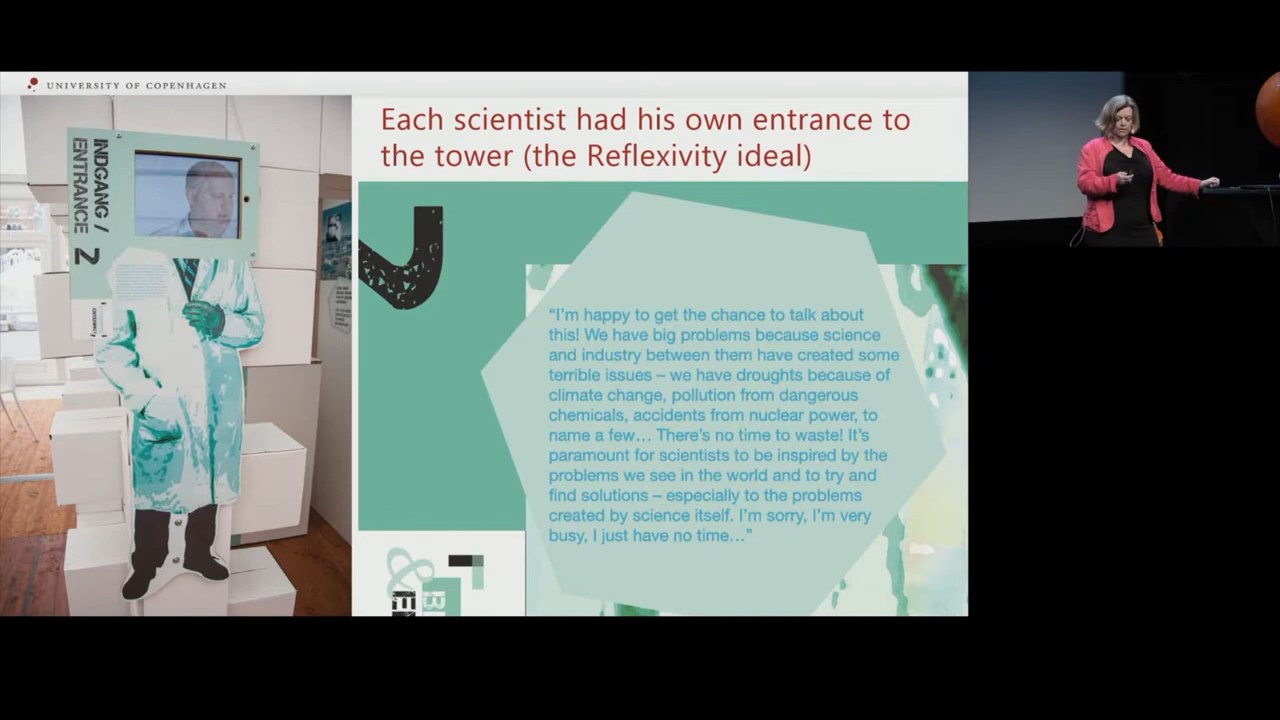 UNIVERSITY OF COPENHAGEN
Each scientist had his own entrance to
the tower (the Reflexivity ideal)
INDGANG /
ENTRANCE 2
“I’m happy to get the chance to talk about
this! We have big problems because science
and industry between them have created some
terrible issues – we have droughts because of
climate change, pollution from dangerous
chemicals, accidents from nuclear power, to
name a few… There’s no time to waste! It’s
paramount for scientists to be inspired by the
problems we see in the world and to try and
find solutions – especially to the problems
created by science itself. I’m sorry, I’m very
busy, I just have no time…”
&